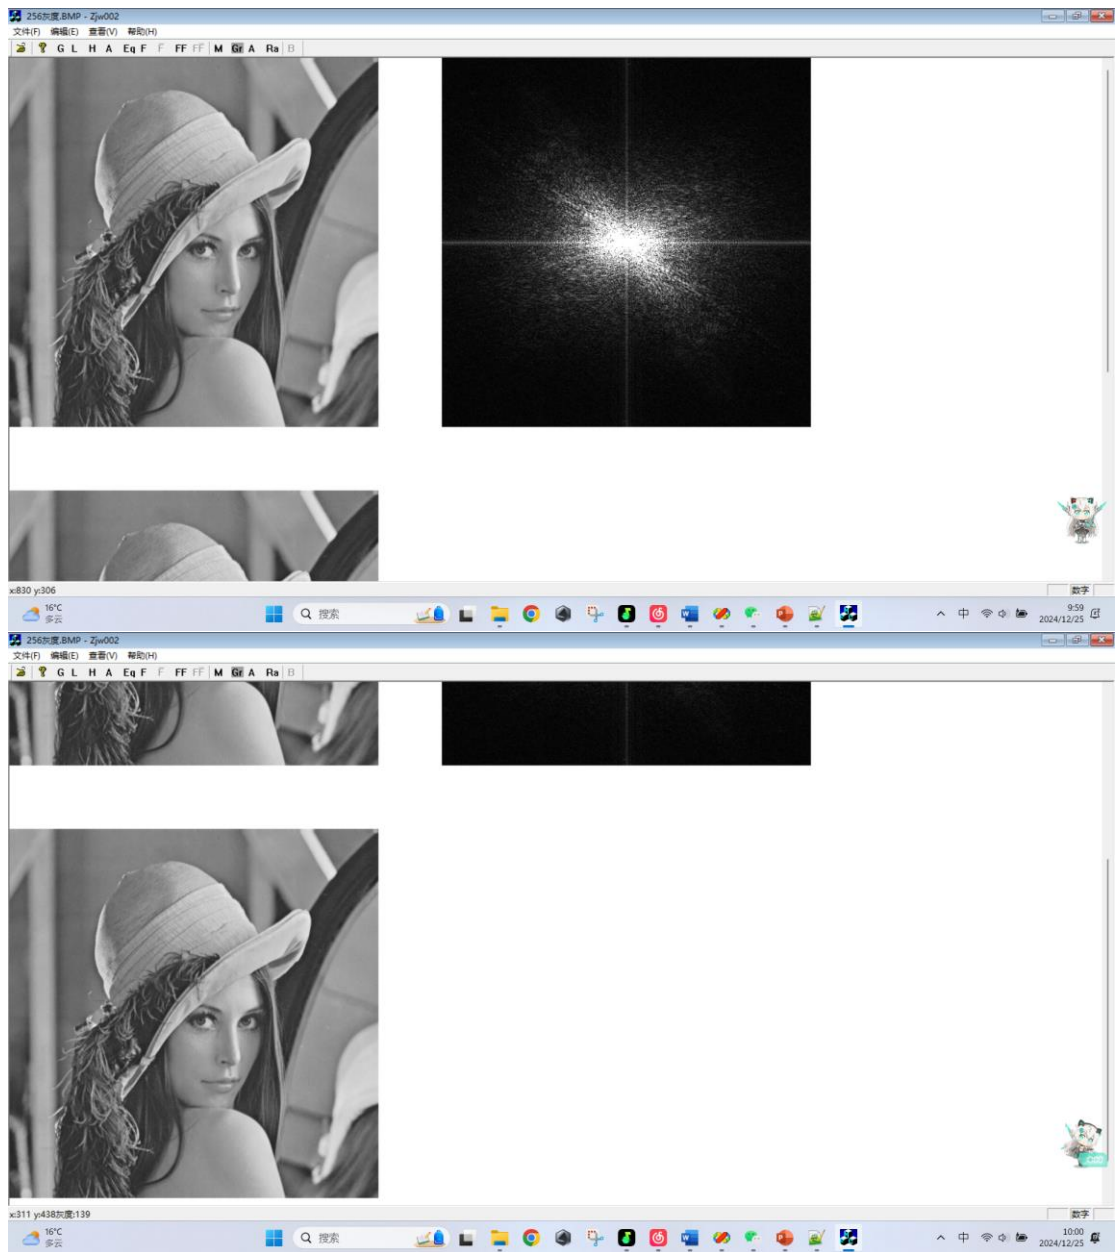 256灰度.BMP - Zjw002
文件(F) 编辑(E) 查看(V) 帮助(H)
G L H A Eq F F FF FF M Gr A Ra B
x:830 y:306
数字
16°C
多云
搜索
中
9:59
2024/12/25
256灰度.BMP - Zjw002
文件(F) 编辑(E) 查看(V) 帮助(H)
G L H A Eq F F FF FF M Gr A Ra B
x:311 y:438灰度:139
数字
16°C
多云
搜索
中
10:00
2024/12/25